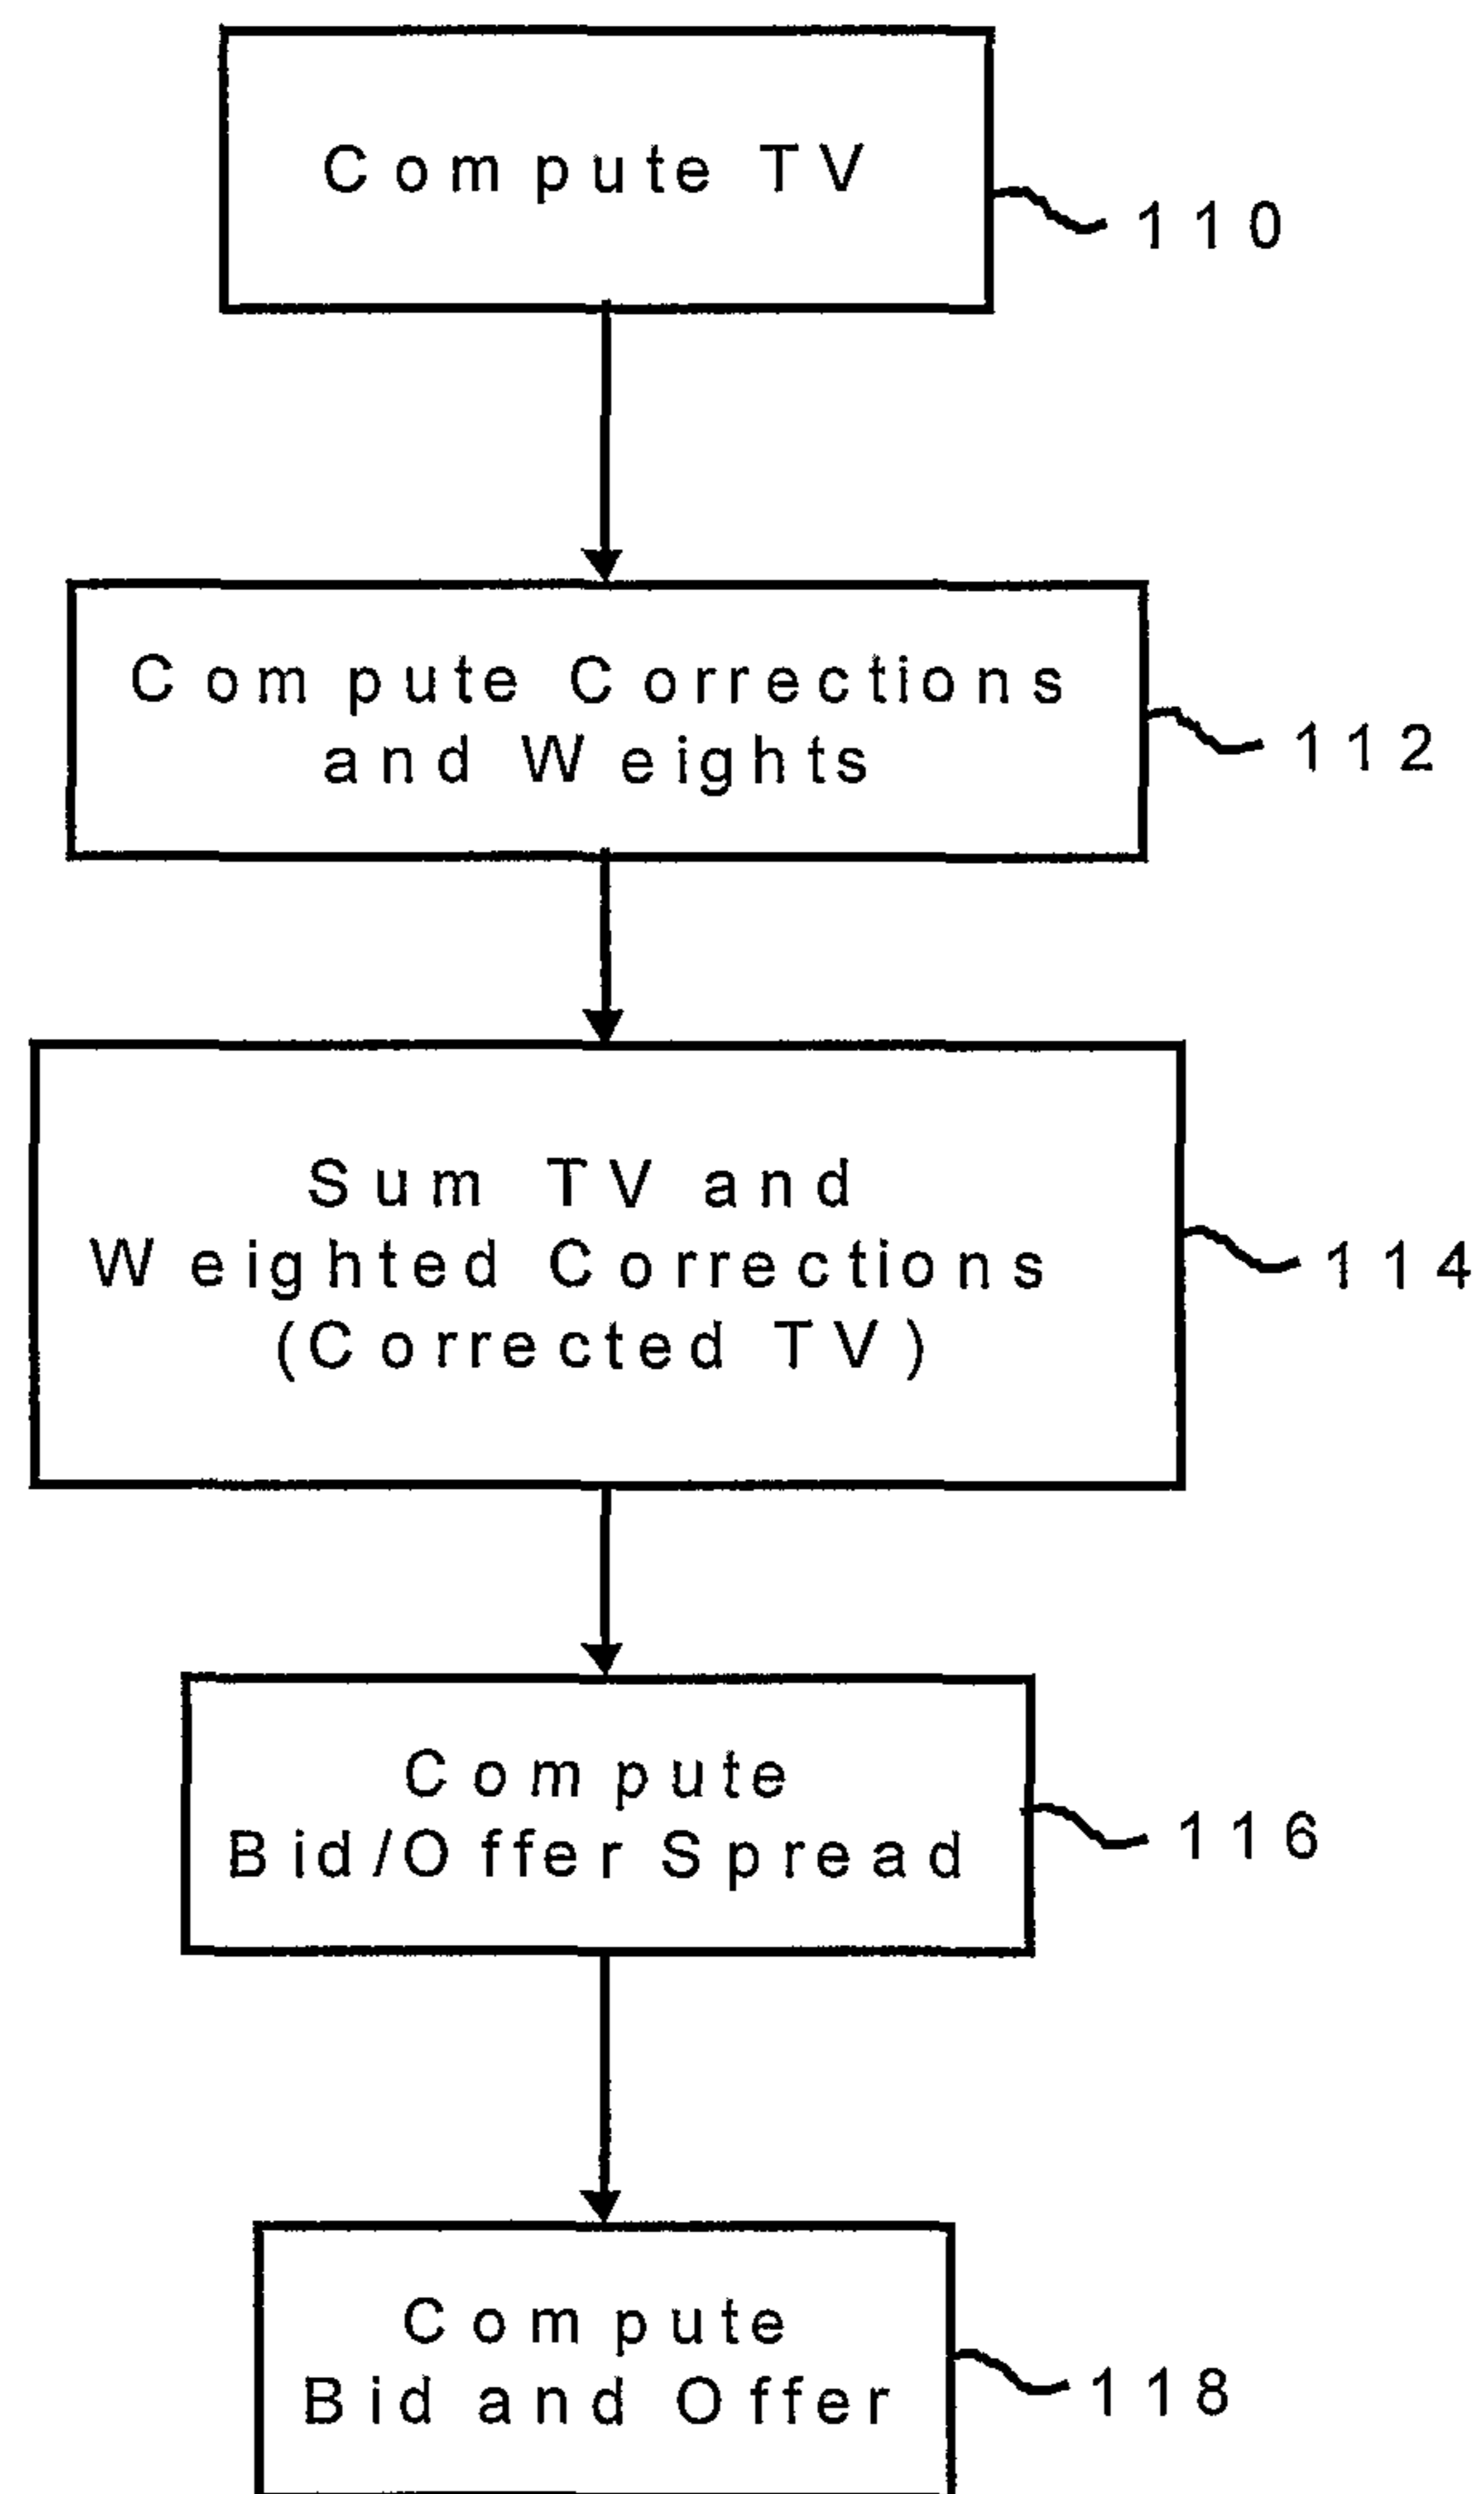 Compute TV
110
Compute Corrections
and Weights
112
Sum TV and
Weighted Corrections
(Corrected TV)
114
Compute
Bid/Offer Spread
116
Compute
Bid and Offer
118